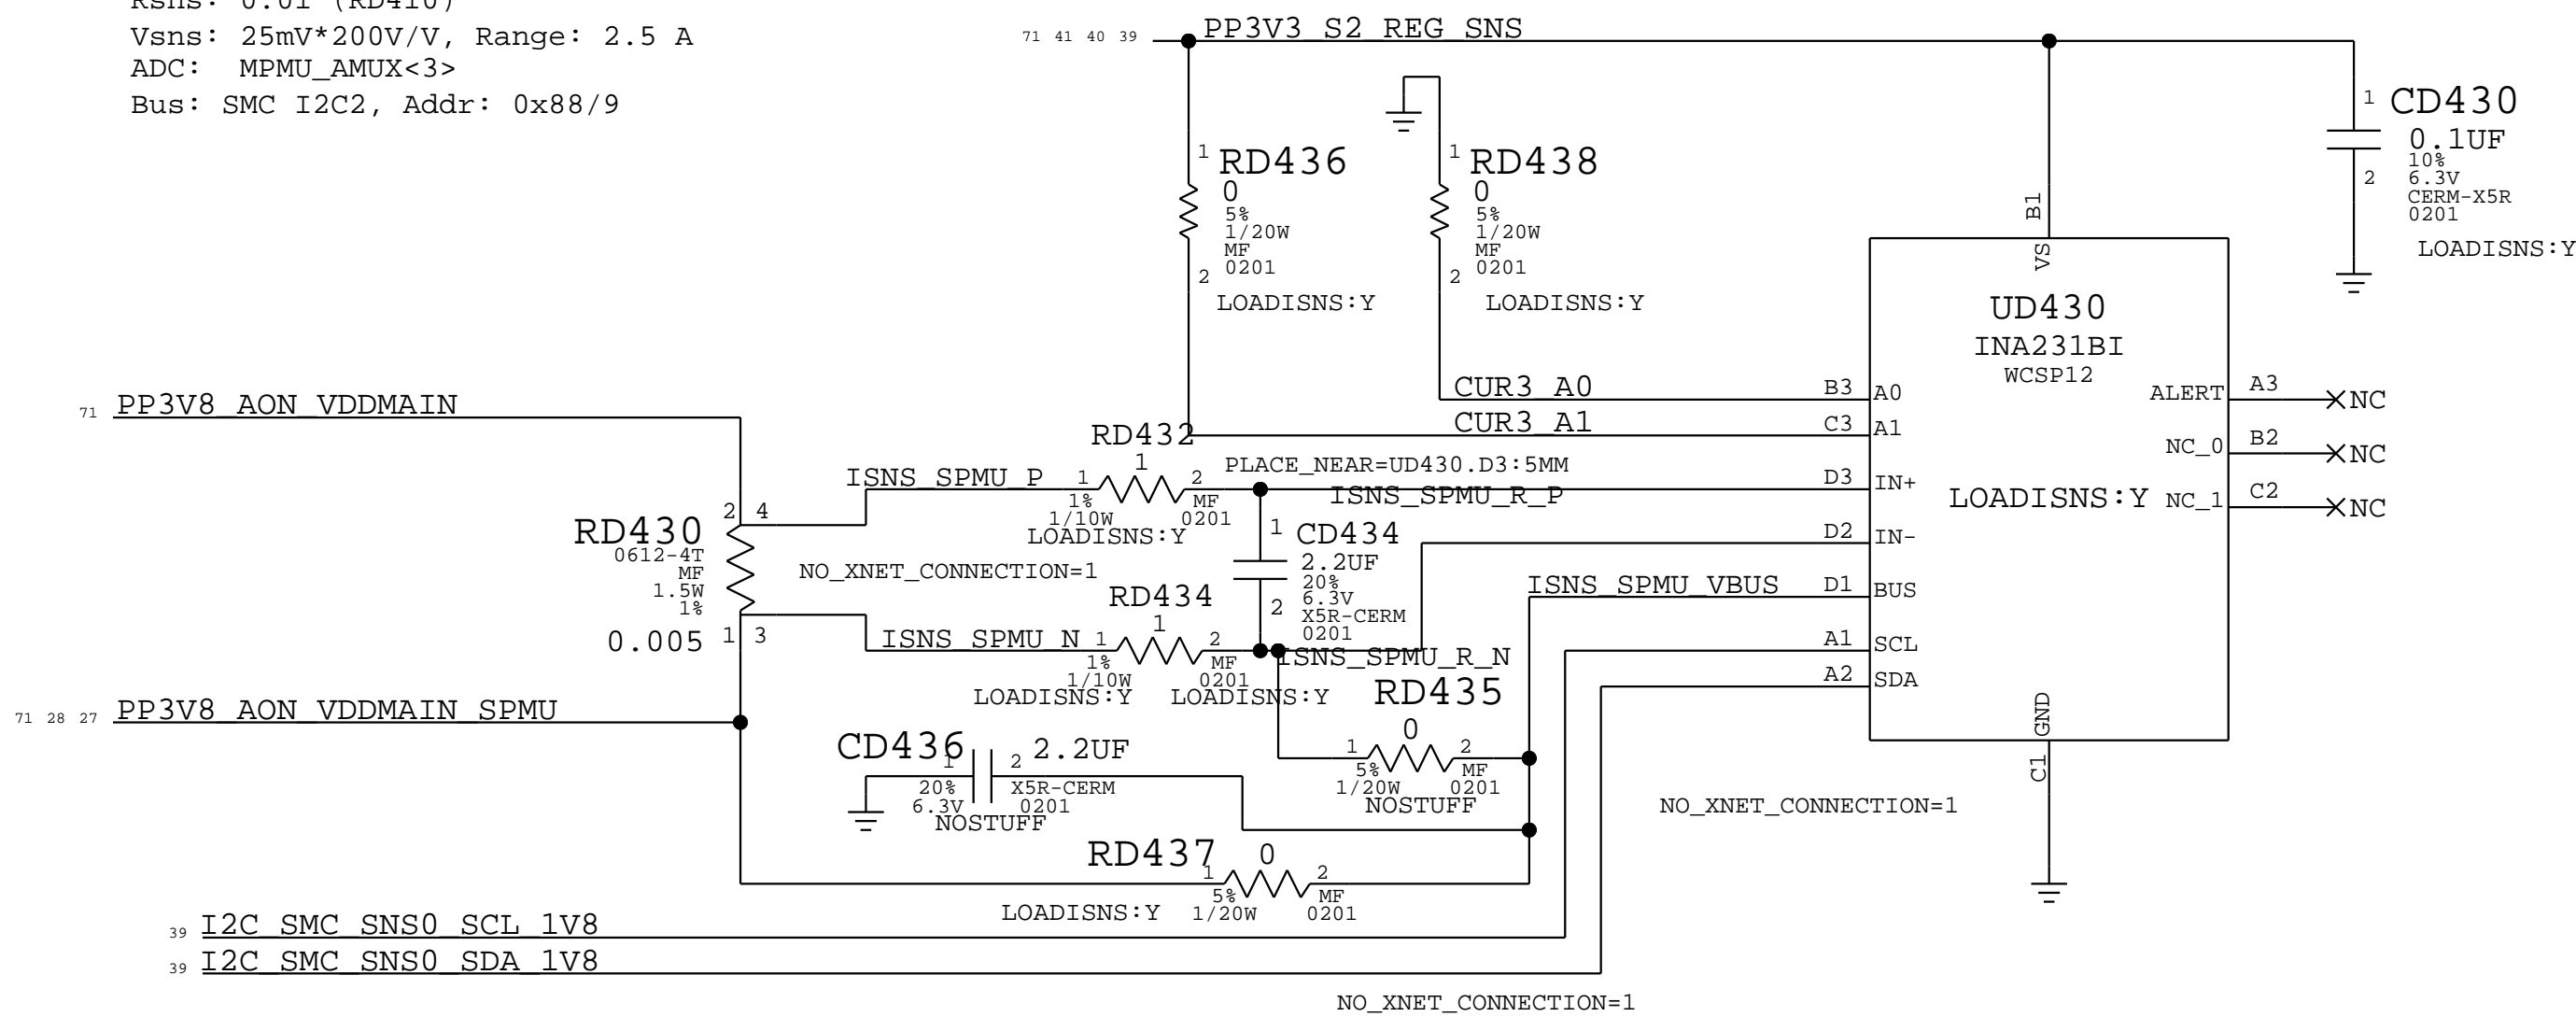 Rsns: 0.01 (RD410)
Vsns: 25mV*200V/V, Range: 2.5 A
ADC: MPMU_AMUX<3>
Bus: SMC I2C2, Addr: 0x88/9
71 41 40 39 PP3V3_S2_REG_SNS
1 CD430
0.1UF
10%
2 6.3V
CERM-X5R
0201
LOADISNS:Y
1 RD436
0
5%
1/20W
MF
0201
2
LOADISNS:Y
1 RD438
0
5%
1/20W
MF
0201
2
LOADISNS:Y
B1
VS
UD430
INA231BI
WCSP12
LOADISNS:Y
CUR3_A0 B3 A0
CUR3_A1 C3 A1
D3 IN+
D2 IN-
ISNS_SPMU_VBUS D1 BUS
A1 SCL
A2 SDA
ALERT A3 NC
NC_0 B2 NC
NC_1 C2 NC
GND
C1
71 PP3V8_AON_VDDMAIN
RD432
1
ISNS_SPMU_P 1 2
1% MF
1/10W 0201
LOADISNS:Y
PLACE_NEAR=UD430.D3:5MM
ISNS_SPMU_R_P
2 4
RD430
0612-4T
MF
1.5W
1%
0.005 1 3
NO_XNET_CONNECTION=1
1 CD434
2.2UF
20%
2 6.3V
X5R-CERM
0201
RD434
1
ISNS_SPMU_N 1 2
1% MF
1/10W 0201
LOADISNS:Y LOADISNS:Y
ISNS_SPMU_R_N
71 28 27 PP3V8_AON_VDDMAIN_SPMU
RD435
0
1 2
5% MF
1/20W 0201
NOSTUFF
CD436 1 2 2.2UF
20% X5R-CERM
6.3V 0201
NOSTUFF
NO_XNET_CONNECTION=1
RD437 0
1 2
5% MF
LOADISNS:Y 1/20W 0201
39 I2C_SMC_SNS0_SCL_1V8
39 I2C_SMC_SNS0_SDA_1V8
NO_XNET_CONNECTION=1